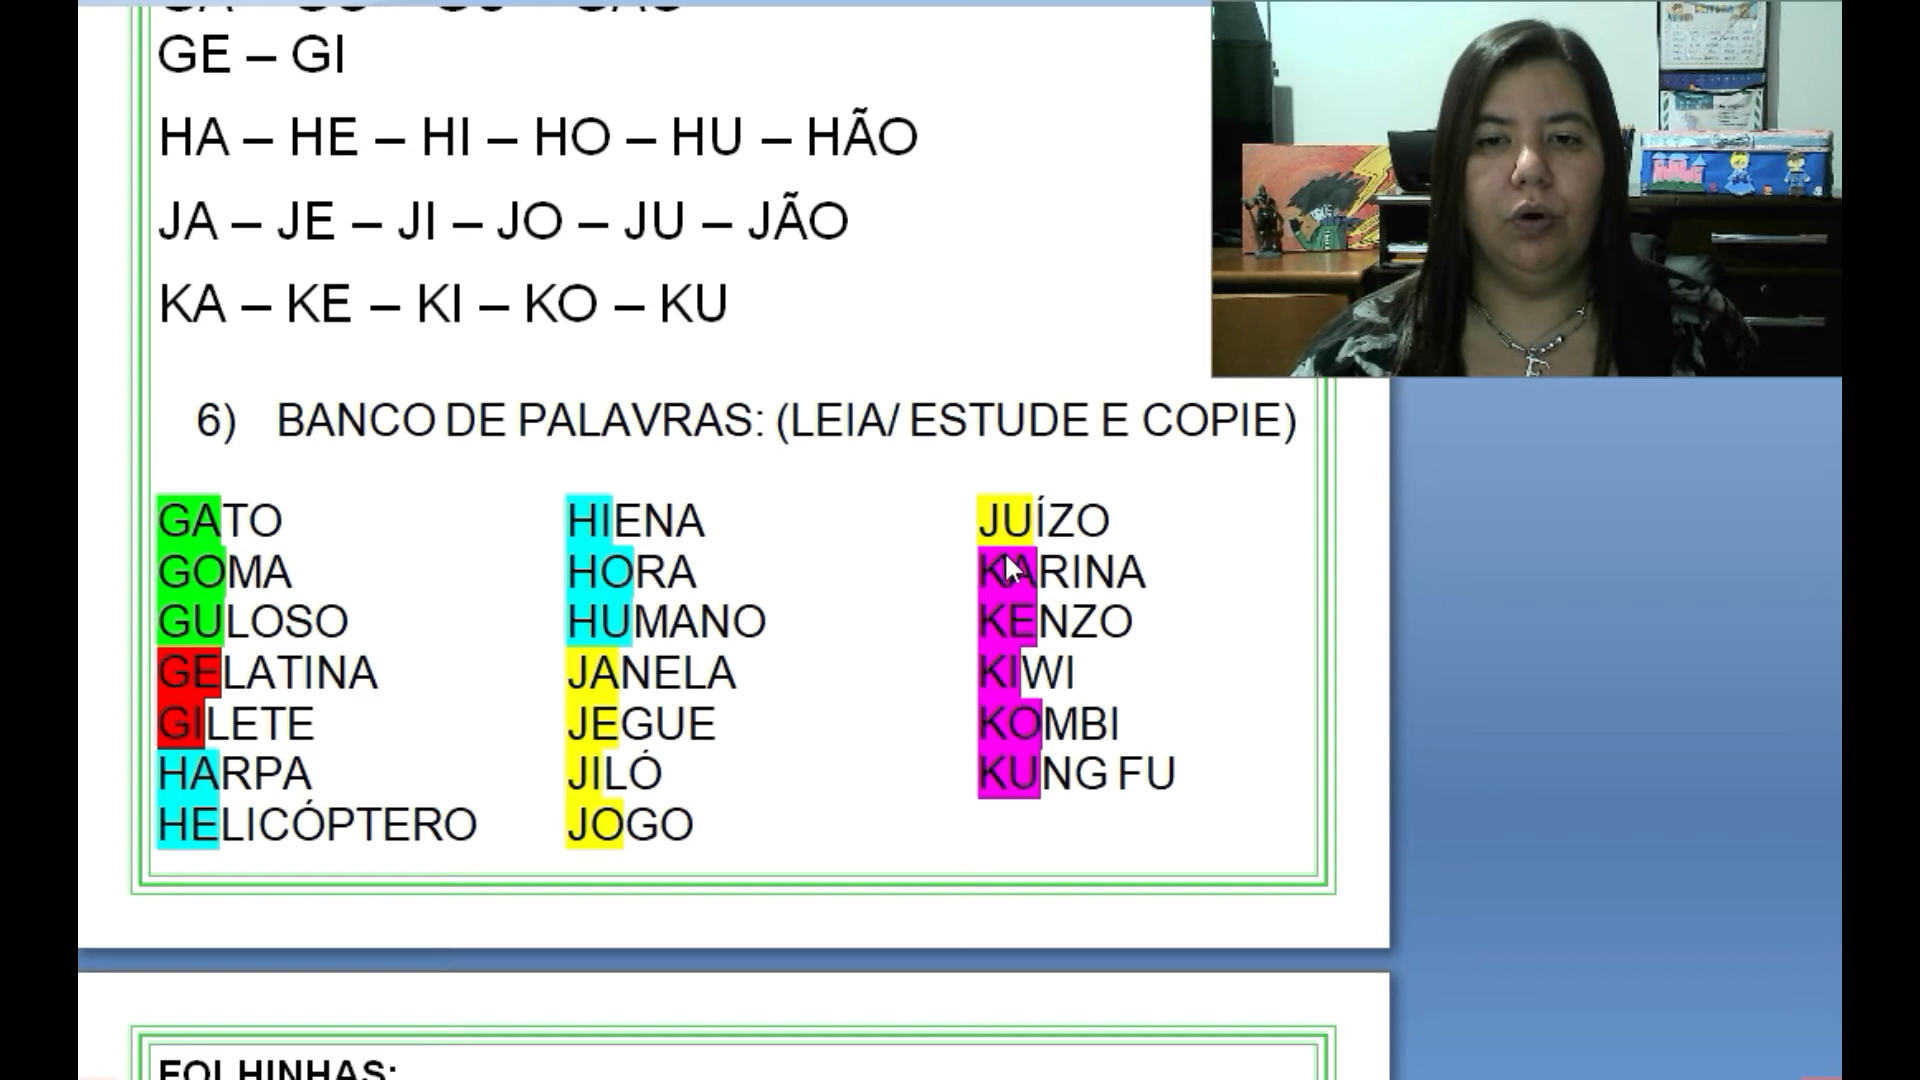 GE – GI
HA – HE – HI – HO – HU – HÃO
JA – JE – JI – JO – JU – JÃO
KA – KE – KI – KO – KU
6) BANCO DE PALAVRAS: (LEIA/ ESTUDE E COPIE)
GATO
GOMA
GULOSO
GELATINA
GILETE
HARPA
HELICÓPTERO
HIENA
HORA
HUMANO
JANELA
JEGUE
JILÓ
JOGO
JUÍZO
KARINA
KENZO
KIWI
KOMBI
KUNG FU
FOLHINHAS: